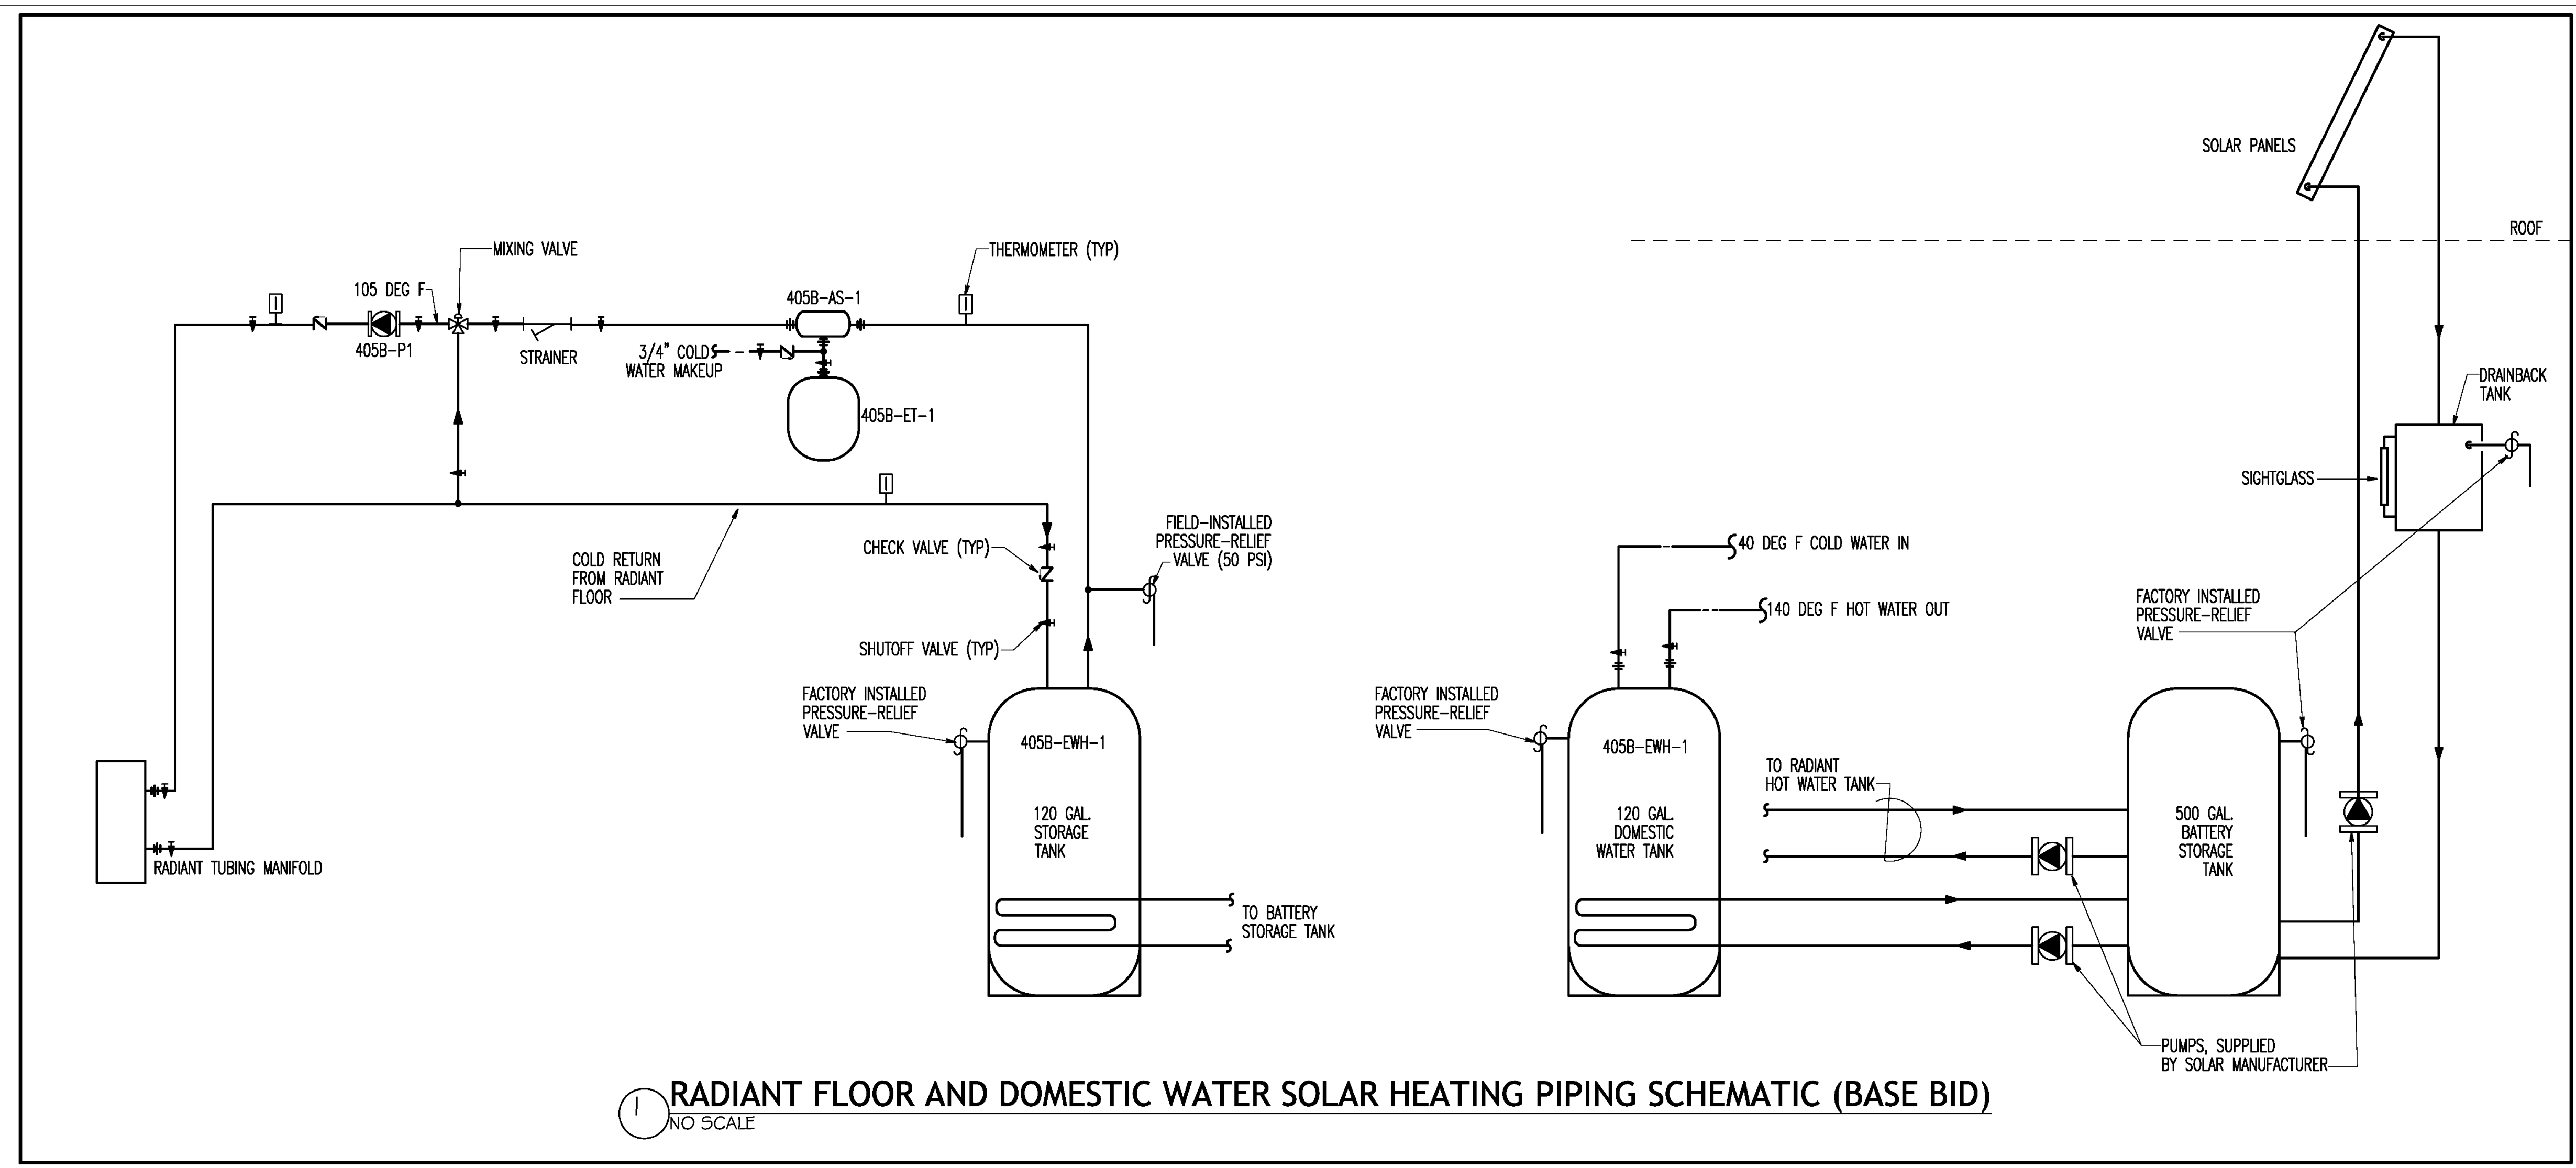 SOLAR PANELS
ROOF
MIXING VALVE
THERMOMETER (TYP)
105 DEG F
405B-AS-1
405B-P1
STRAINER
3/4" COLD
WATER MAKEUP
405B-ET-1
DRAINBACK
TANK
SIGHTGLASS
COLD RETURN
FROM RADIANT
FLOOR
CHECK VALVE (TYP)
FIELD-INSTALLED
PRESSURE-RELIEF
VALVE (50 PSI)
SHUTOFF VALVE (TYP)
40 DEG F COLD WATER IN
140 DEG F HOT WATER OUT
FACTORY INSTALLED
PRESSURE-RELIEF
VALVE
FACTORY INSTALLED
PRESSURE-RELIEF
VALVE
405B-EWH-1
120 GAL.
STORAGE
TANK
FACTORY INSTALLED
PRESSURE-RELIEF
VALVE
405B-EWH-1
120 GAL.
DOMESTIC
WATER TANK
TO RADIANT
HOT WATER TANK
500 GAL.
BATTERY
STORAGE
TANK
RADIANT TUBING MANIFOLD
TO BATTERY
STORAGE TANK
PUMPS, SUPPLIED
BY SOLAR MANUFACTURER
1
RADIANT FLOOR AND DOMESTIC WATER SOLAR HEATING PIPING SCHEMATIC (BASE BID)
NO SCALE